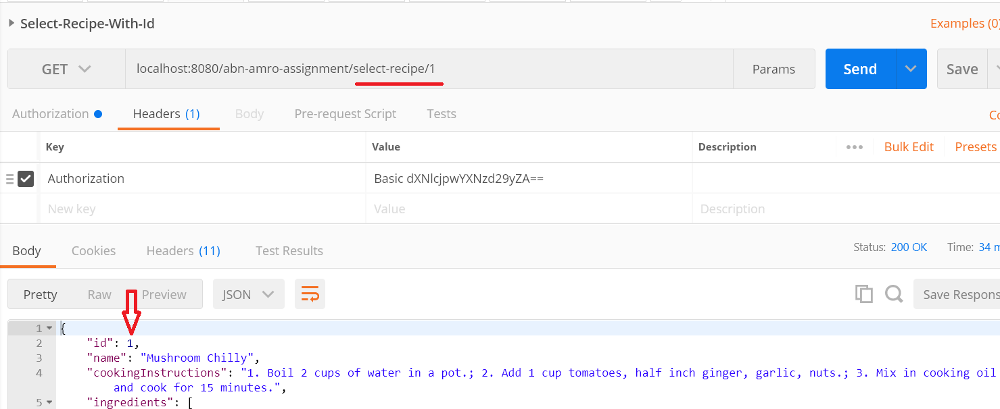 Select-Recipe-With-Id
Examples (0)
GET localhost:8080/abn-amro-assignment/select-recipe/1 Params Send Save
Authorization Headers (1) Body Pre-request Script Tests
Key Value Description Bulk Edit Presets
Authorization Basic dXNlcjpwYXNzd29yZA==
New key Value Description
Body Cookies Headers (11) Test Results Status: 200 OK Time: 34
Pretty Raw Preview JSON Save
1 {
2 "id": 1,
3 "name": "Mushroom Chilly",
4 "cookingInstructions": "1. Boil 2 cups of water in a pot.; 2. Add 1 cup tomatoes, half inch ginger, garlic, nuts.; 3. Mix in cooking oil
and cook for 15 minutes.",
5 "ingredients": [